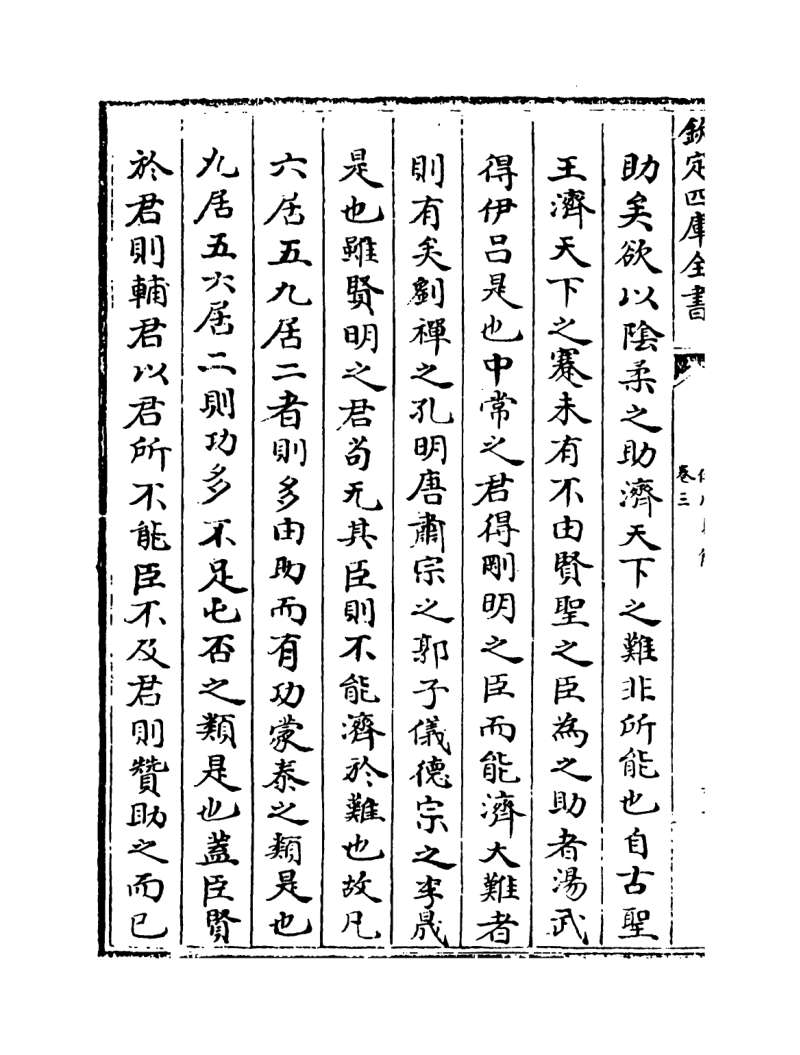 欽定四庫全書
卷三
助矣欲以陰柔之助濟天下之難非所能也自古聖
王濟天下之蹇未有不由賢聖之臣為之助者湯武
得伊呂是也中常之君得剛明之臣而能濟大難者
則有矣劉禪之孔明唐肅宗之郭子儀德宗之李晟
是也雖賢明之君茍无其臣則不能濟於難也故凡
六居五九居二者則多由助而有功蒙泰之類是也
九居五六居二則功多不足屯否之類是也蓋臣賢
於君則輔君以君所不能臣不及君則贊助之而已